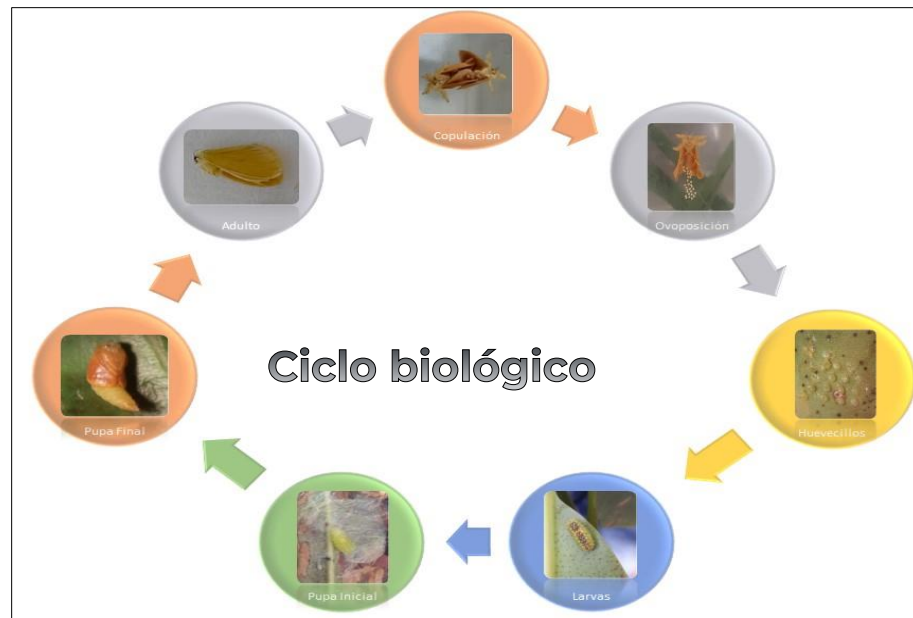 Copulación
Ovoposición
Huevecillos
Larvas
Pupa Inicial
Pupa Final
Adulto
Ciclo biológico